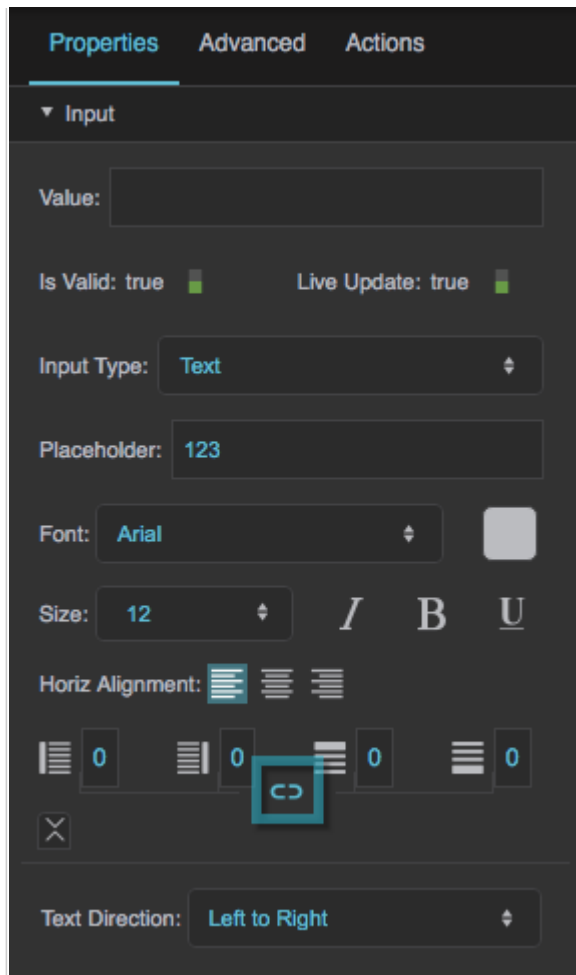 Properties Advanced Actions
Input
Value:
Is Valid: true Live Update: true
Input Type: Text
Placeholder: 123
Font: Arial
Size: 12 I B U
Horiz Alignment:
0 0 0 0
Text Direction: Left to Right